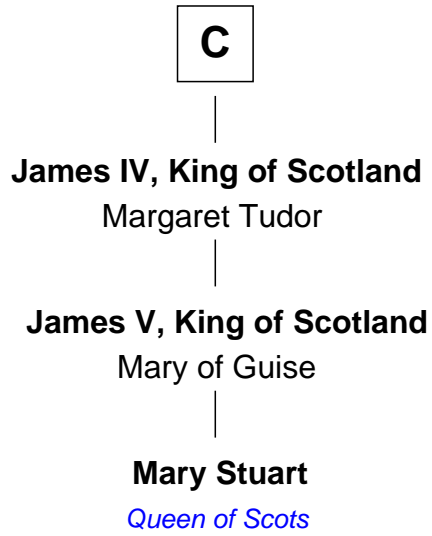 C
James IV, King of Scotland
Margaret Tudor
James V, King of Scotland
Mary of Guise
Mary Stuart
Queen of Scots